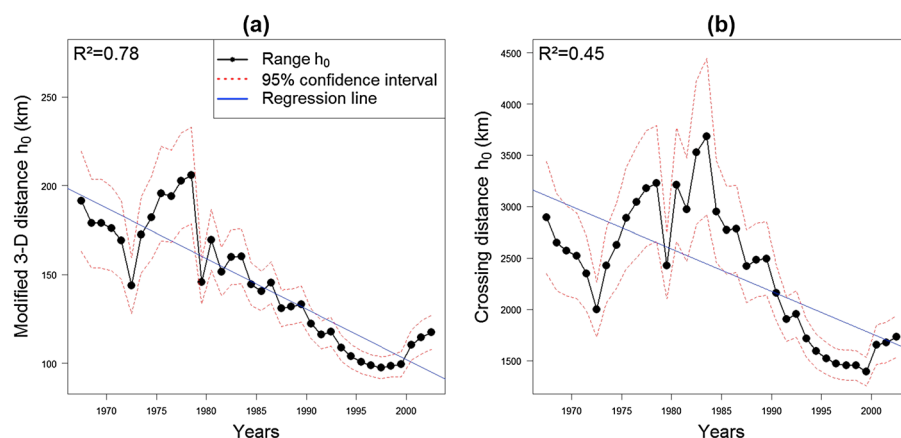 (a)
R²=0.78
Range h₀
95% confidence interval
Regression line
Modified 3-D distance h₀ (km)
250
200
150
100
1970
1975
1980
1985
1990
1995
2000
Years
(b)
R²=0.45
Crossing distance h₀ (km)
4500
4000
3500
3000
2500
2000
1500
1970
1975
1980
1985
1990
1995
2000
Years